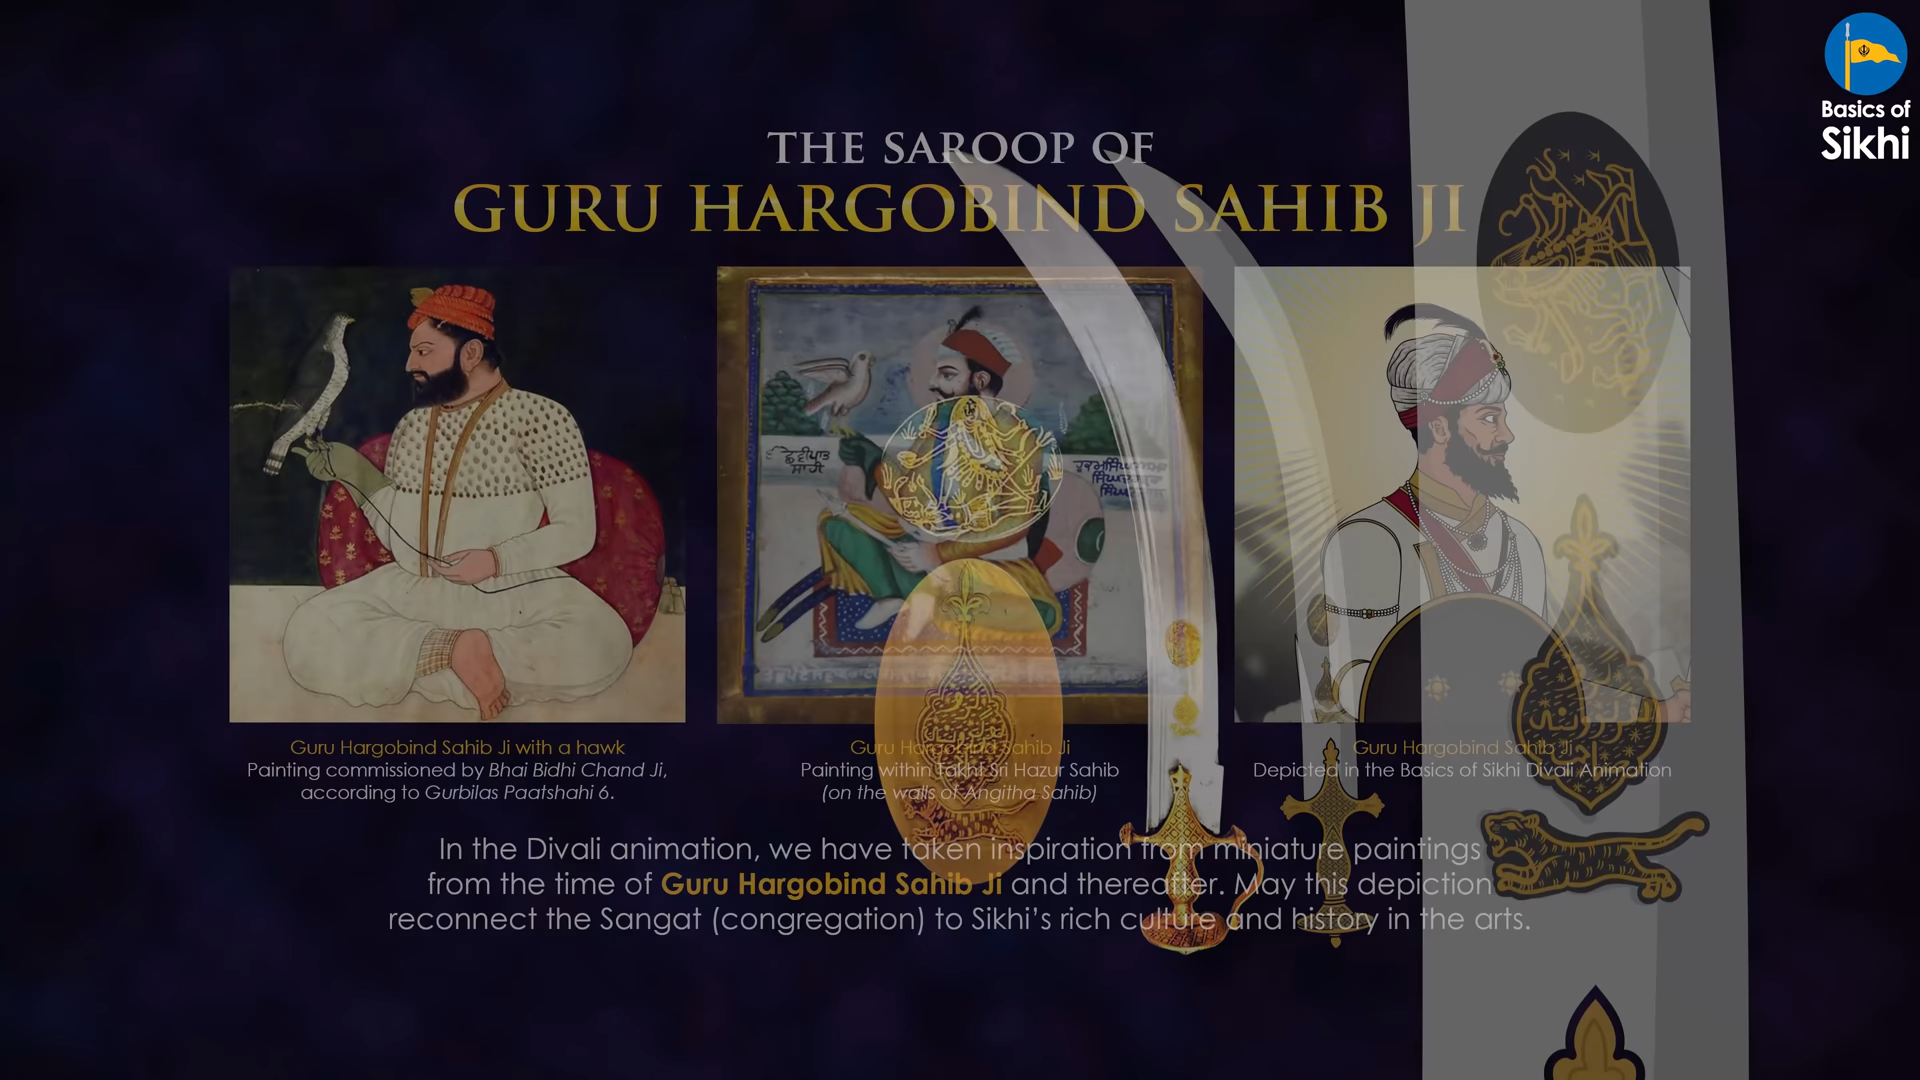 Basics of
Sikhi
THE SAROOP OF
GURU HARGOBIND SAHIB JI
Guru Hargobind Sahib Ji with a hawk
Painting commissioned by Bhai Bidhi Chand Ji,
according to Gurbilas Paatshahi 6.
Guru Hargobind Sahib Ji
Painting within Takht Sri Hazur Sahib
(on the walls of Angitha Sahib)
Guru Hargobind Sahib Ji
Depicted in the Basics of Sikhi Divali Animation
In the Divali animation, we have taken inspiration from miniature paintings
from the time of Guru Hargobind Sahib Ji and thereafter. May this depiction
reconnect the Sangat (congregation) to Sikhi's rich culture and history in the arts.